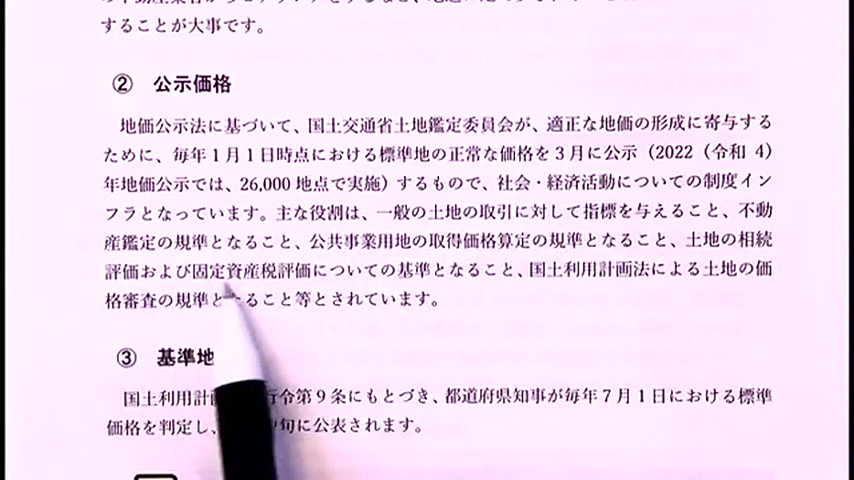 することが大事です。
② 公示価格
地価公示法に基づいて、国土交通省土地鑑定委員会が、適正な地価の形成に寄与する
ために、毎年1月1日時点における標準地の正常な価格を3月に公示（2022（令和 4）
年地価公示では、26,000 地点で実施）するもので、社会・経済活動についての制度イン
フラとなっています。主な役割は、一般の土地の取引に対して指標を与えること、不動
産鑑定の規準となること、公共事業用地の取得価格算定の規準となること、土地の相続
評価および固定資産税評価についての基準となること、国土利用計画法による土地の価
格審査の規準と ること等とされています。
③ 基準地
国土利用計 行令第9条にもとづき、都道府県知事が毎年7月1日における標準
価格を判定し、 旬に公表されます。